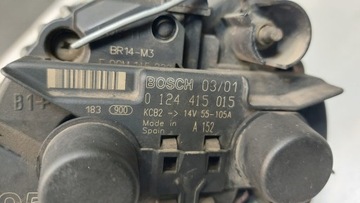 BR14-M3
BOSCH 03/01
0 124 415 015
183 900 KCB2 -> 14V 55-105A
Made in
Spain A 152
B1+